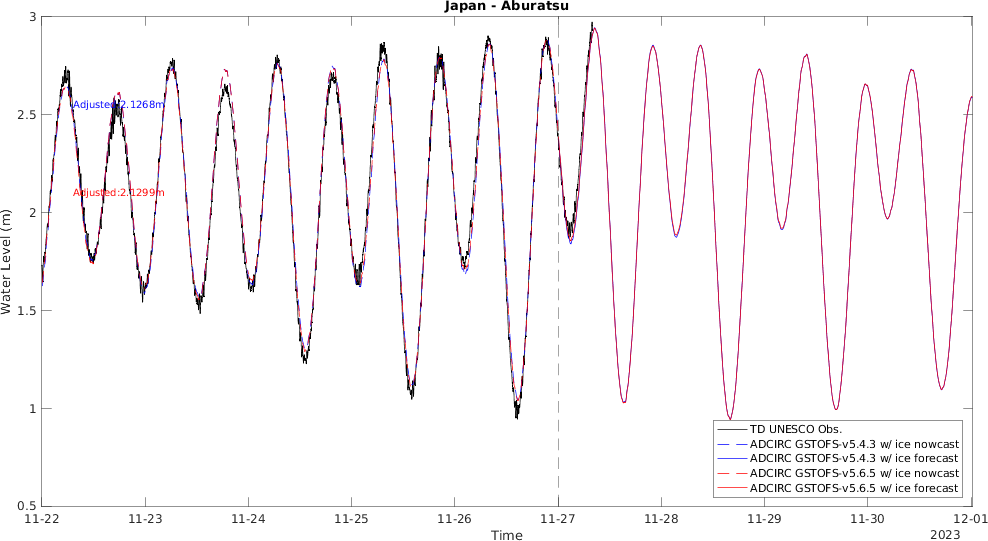 Japan - Aburatsu
3
2.5
2
1.5
1
0.5
Water Level (m)
Adjusted:2.1268m
Adjusted:2.1299m
TD UNESCO Obs.
ADCIRC GSTOFS-v5.4.3 w/ ice nowcast
ADCIRC GSTOFS-v5.4.3 w/ ice forecast
ADCIRC GSTOFS-v5.6.5 w/ ice nowcast
ADCIRC GSTOFS-v5.6.5 w/ ice forecast
11-22 11-23 11-24 11-25 11-26 11-27 11-28 11-29 11-30 12-01
Time
2023